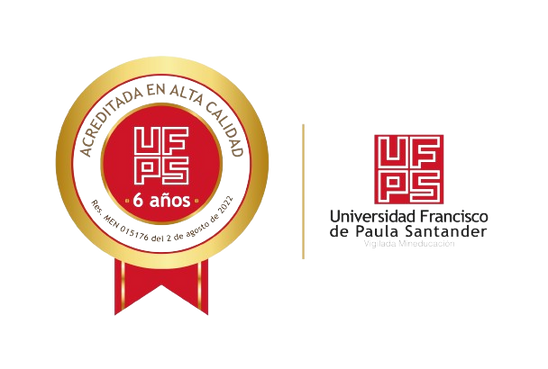 ACREDITADA EN ALTA CALIDAD
UF
PS
6 años
Res. MEN 015176 del 2 de agosto de 2022
UF
PS
Universidad Francisco
de Paula Santander
Vigilada Mineducación